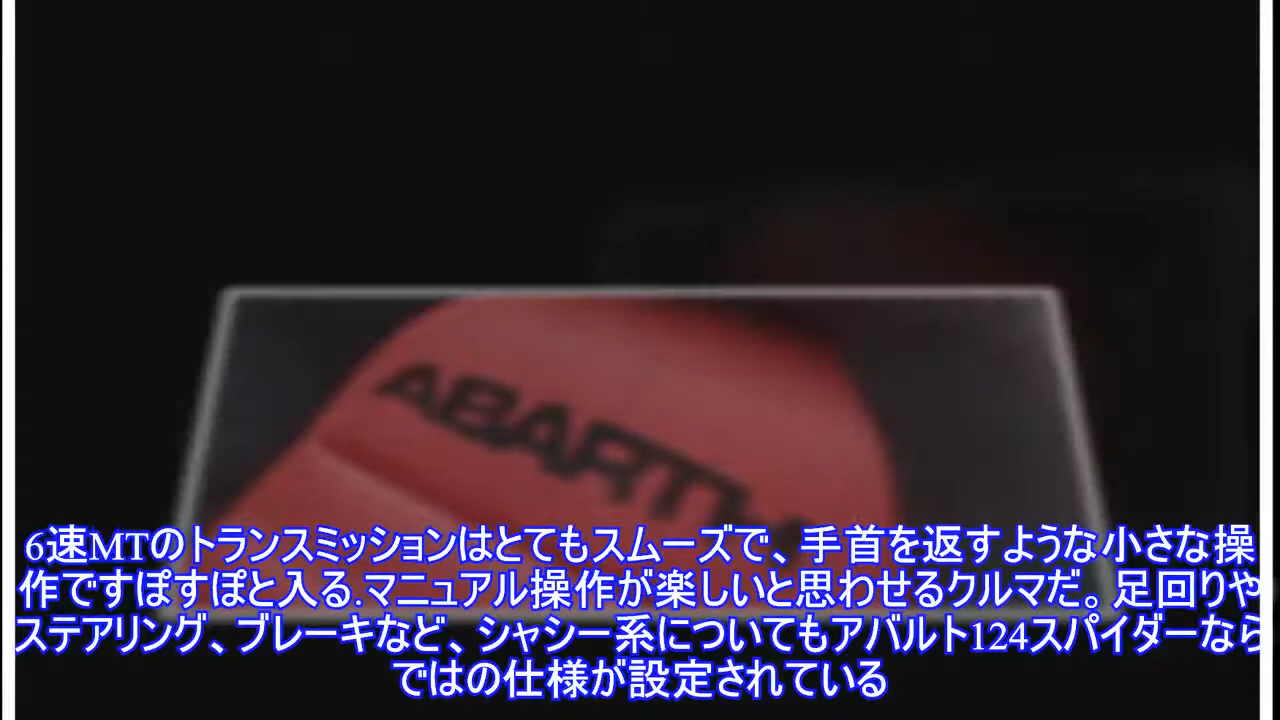 ABARTH
6速MTのトランスミッションはとてもスムーズで、手首を返すような小さな操
作ですぽすぽと入る.マニュアル操作が楽しいと思わせるクルマだ。足回りや
ステアリング、ブレーキなど、シャシー系についてもアバルト124スパイダーなら
ではの仕様が設定されている